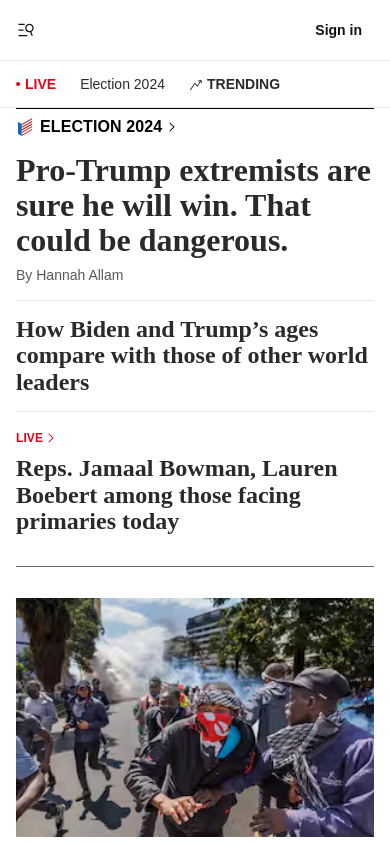 Sign in
LIVE
Election 2024
TRENDING
ELECTION 2024
Pro-Trump extremists are
sure he will win. That
could be dangerous.
By Hannah Allam
How Biden and Trump’s ages
compare with those of other world
leaders
LIVE
Reps. Jamaal Bowman, Lauren
Boebert among those facing
primaries today